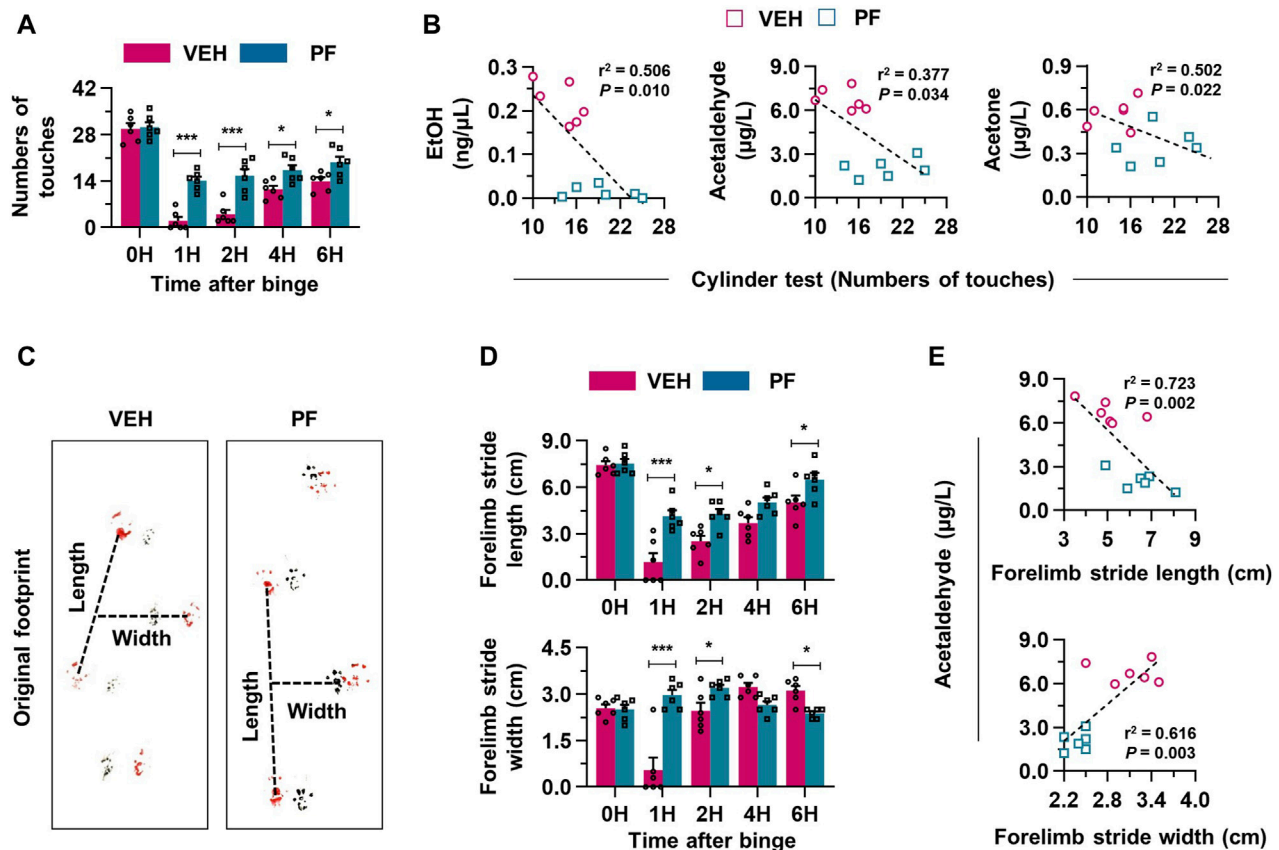 A
VEH PF
Numbers of
touches
42
28
14
0
*** *** * *
0H 1H 2H 4H 6H
Time after binge
B
VEH PF
EtOH
(ng/µL)
0.3
0.2
0.1
0.0
r² = 0.506
P = 0.010
10 16 22 28
Acetaldehyde
(µg/L)
9.0
6.0
3.0
0.0
r² = 0.377
P = 0.034
10 16 22 28
Acetone
(µg/L)
0.9
0.6
0.3
0.0
r² = 0.502
P = 0.022
10 16 22 28
Cylinder test (Numbers of touches)
C
VEH PF
Original footprint
Length
Width
Length
Width
D
VEH PF
Forelimb stride
length (cm)
9.0
6.0
3.0
0.0
*** * *
0H 1H 2H 4H 6H
Forelimb stride
width (cm)
4.5
3.0
1.5
0.0
*** * *
0H 1H 2H 4H 6H
Time after binge
E
Acetaldehyde (µg/L)
9.0
6.0
3.0
0.0
r² = 0.723
P = 0.002
3 5 7 9
Forelimb stride length (cm)
9.0
6.0
3.0
0.0
r² = 0.616
P = 0.003
2.2 2.8 3.4 4.0
Forelimb stride width (cm)